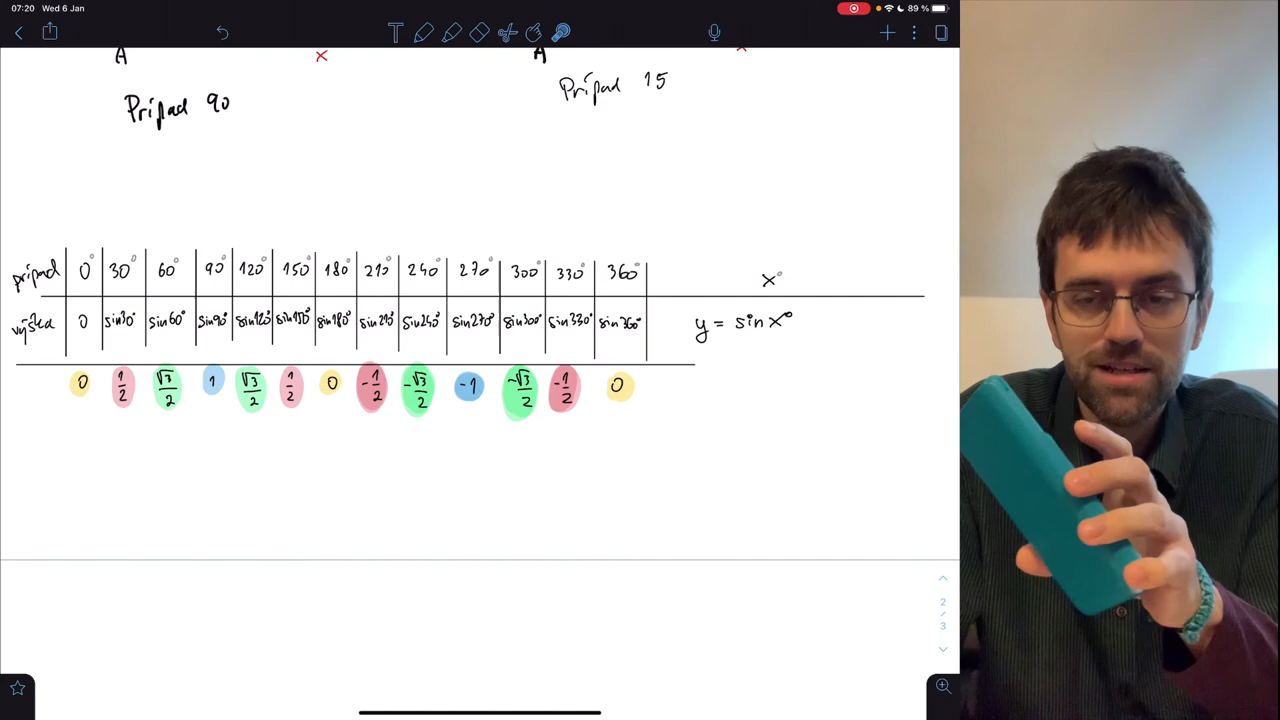 07:20 Wed 6 Jan
89 %
A
x
A
x
Prípad 90
Prípad 15
prípad 0° 30° 60° 90° 120° 150° 180° 210° 240° 270° 300° 330° 360° x°
výška 0 sin30° sin60° sin90° sin120° sin150° sin180° sin210° sin240° sin270° sin300° sin330° sin360° y = sin x°
0 1/2 √3/2 1 √3/2 1/2 0 -1/2 -√3/2 -1 -√3/2 -1/2 0
2
/
3